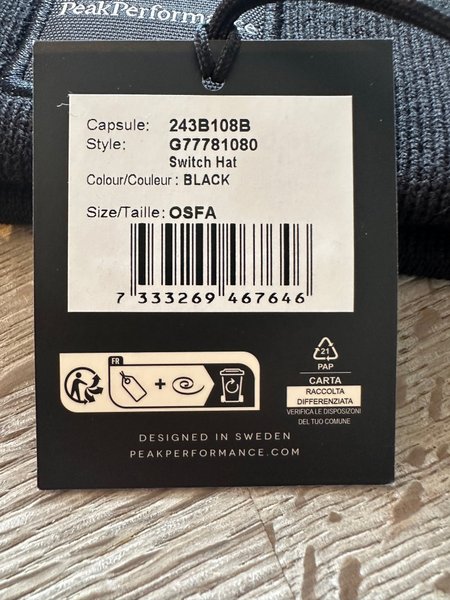 PeakPerformance
Capsule: 243B108B
Style: G77781080
Switch Hat
Colour/Couleur : BLACK
Size/Taille: OSFA
7 333269 467646
FR
+
21
PAP
CARTA
RACCOLTA
DIFFERENZIATA
VERIFICA LE DISPOSIZIONI
DEL TUO COMUNE
DESIGNED IN SWEDEN
PEAKPERFORMANCE.COM